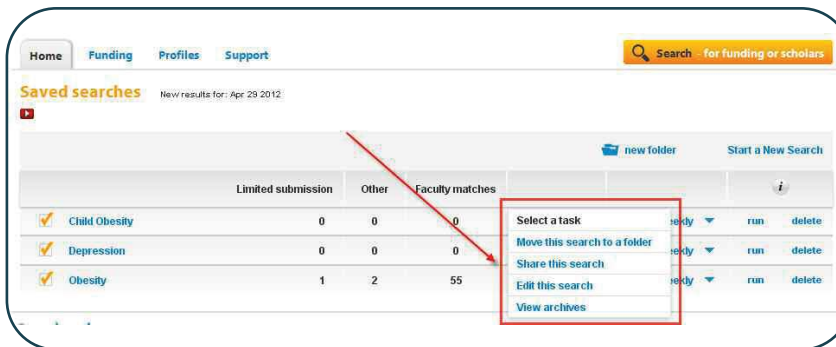 Home Funding Profiles Support Search for funding or scholars
Saved searches New results for: Apr 29 2012
new folder Start a New Search
Limited submission Other Faculty matches i
Child Obesity 0 0 0 Select a task run delete
Move this search to a folder
Depression 0 0 0 run delete
Share this search
Obesity 1 2 55 Edit this search run delete
View archives